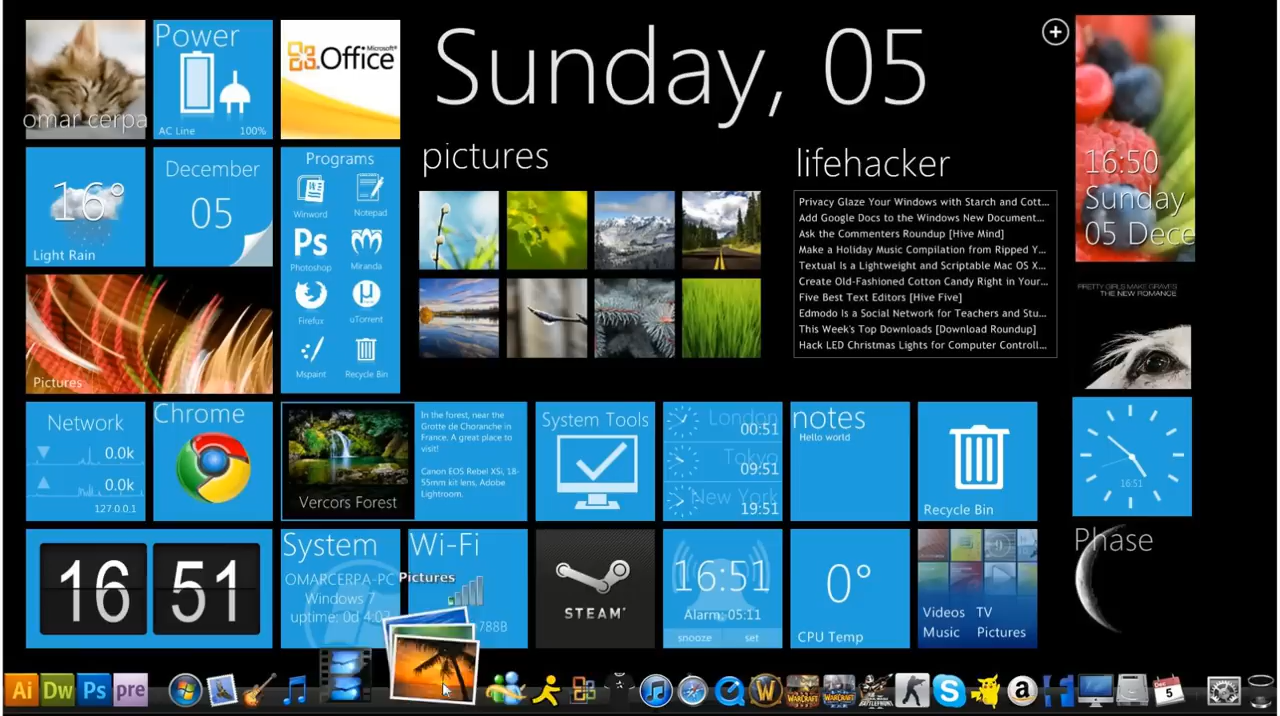 omar cerpa
Power
AC Line 100%
Microsoft®
Office
Sunday, 05
16:50
Sunday
05 Dece
16°
Light Rain
December
05
Programs
Winword
Notepad
Ps
Photoshop
Miranda
Firefox
µ
uTorrent
Mspaint
Recycle Bin
pictures
lifehacker
Privacy Glaze Your Windows with Starch and Cott...
Add Google Docs to the Windows New Document...
Ask the Commenters Roundup [Hive Mind]
Make a Holiday Music Compilation from Ripped Y...
Textual Is a Lightweight and Scriptable Mac OS X...
Create Old-Fashioned Cotton Candy Right in Your...
Five Best Text Editors [Hive Five]
Edmodo Is a Social Network for Teachers and Stu...
This Week's Top Downloads [Download Roundup]
Hack LED Christmas Lights for Computer Controll...
PRETTY GIRLS MAKE GRAVES
THE NEW ROMANCE
Pictures
Network
0.0k
0.0k
127.0.0.1
Chrome
Vercors Forest
In the forest, near the
Grotte de Choranche in
France. A great place to
visit!
Canon EOS Rebel XSi, 18-
55mm kit lens, Adobe
Lightroom.
System Tools
London
00:51
Tokyo
09:51
New York
19:51
notes
Hello world
Recycle Bin
16:51
16 51
System
OMARCERPA-PC
Windows 7
uptime: 0d 4:0
Wi-Fi
Pictures
788B
STEAM
16:51
Alarm: 05:11
snooze set
0°
CPU Temp
Videos TV
Music Pictures
Phase
Ai Dw Ps pre
W
WARCRAFT
WARCRAFT
S
a
f
Dec
5